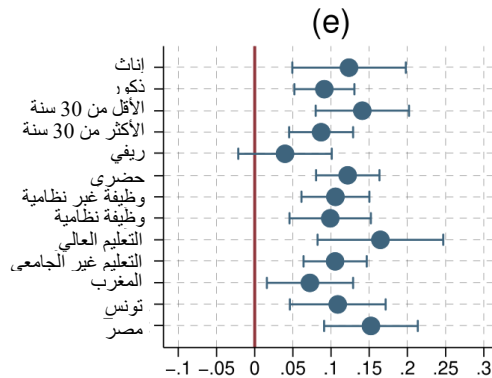 (e)
إناث
ذكور
الأقل من 30 سنة
الأكثر من 30 سنة
ريفي
حضري
وظيفة غير نظامية
وظيفة نظامية
التعليم العالي
التعليم غير الجامعي
المغرب
تونس
مصر
-.1 -.05 0 .05 .1 .15 .2 .25 .3